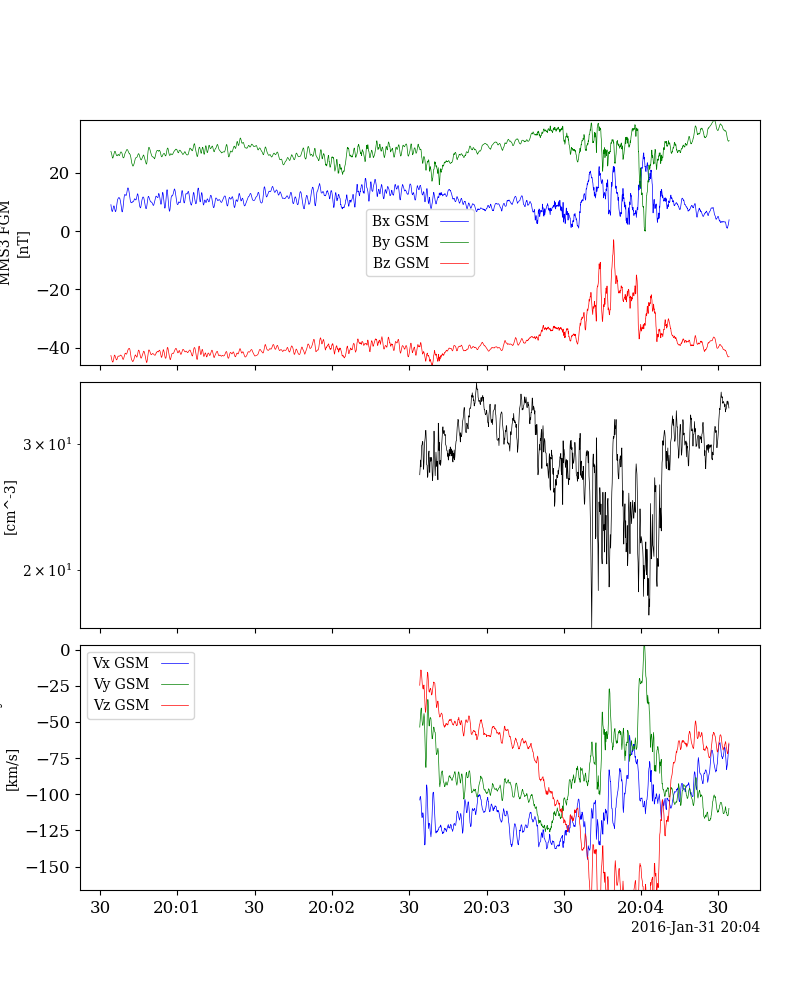 20
0
−20
−40
MMS3 FGM
[nT]
Bx GSM
By GSM
Bz GSM
3 × 10¹
2 × 10¹
[cm^-3]
0
−25
−50
−75
−100
−125
−150
[km/s]
Vx GSM
Vy GSM
Vz GSM
30 20:01 30 20:02 30 20:03 30 20:04 30
2016-Jan-31 20:04